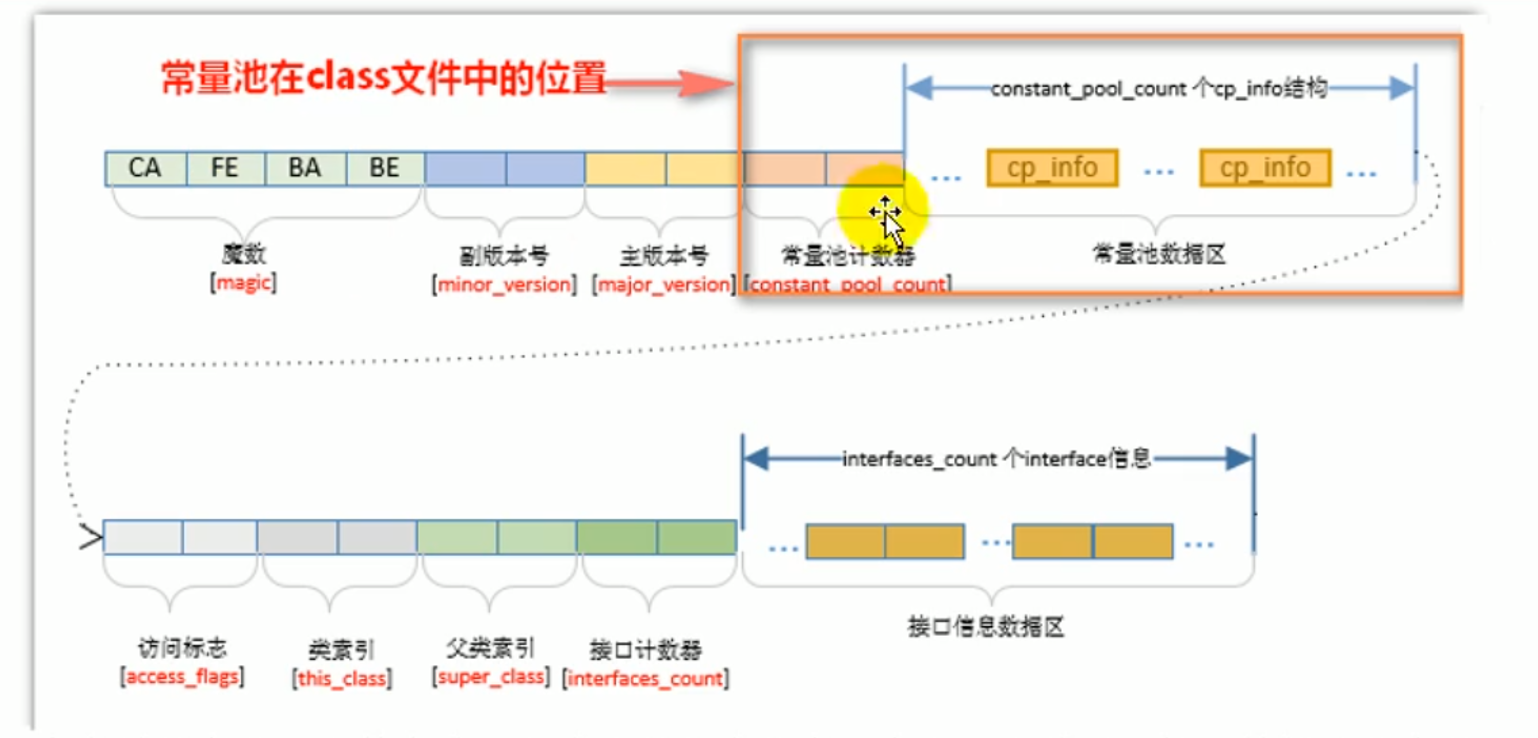 常量池在class文件中的位置
constant_pool_count 个cp_info结构
CA FE BA BE ... cp_info ... cp_info ...
魔数 副版本号 主版本号 常量池计数器 常量池数据区
[magic] [minor_version] [major_version] [constant_pool_count]
interfaces_count 个interface信息
... ... ...
接口信息数据区
访问标志 类索引 父类索引 接口计数器
[access_flags] [this_class] [super_class] [interfaces_count]